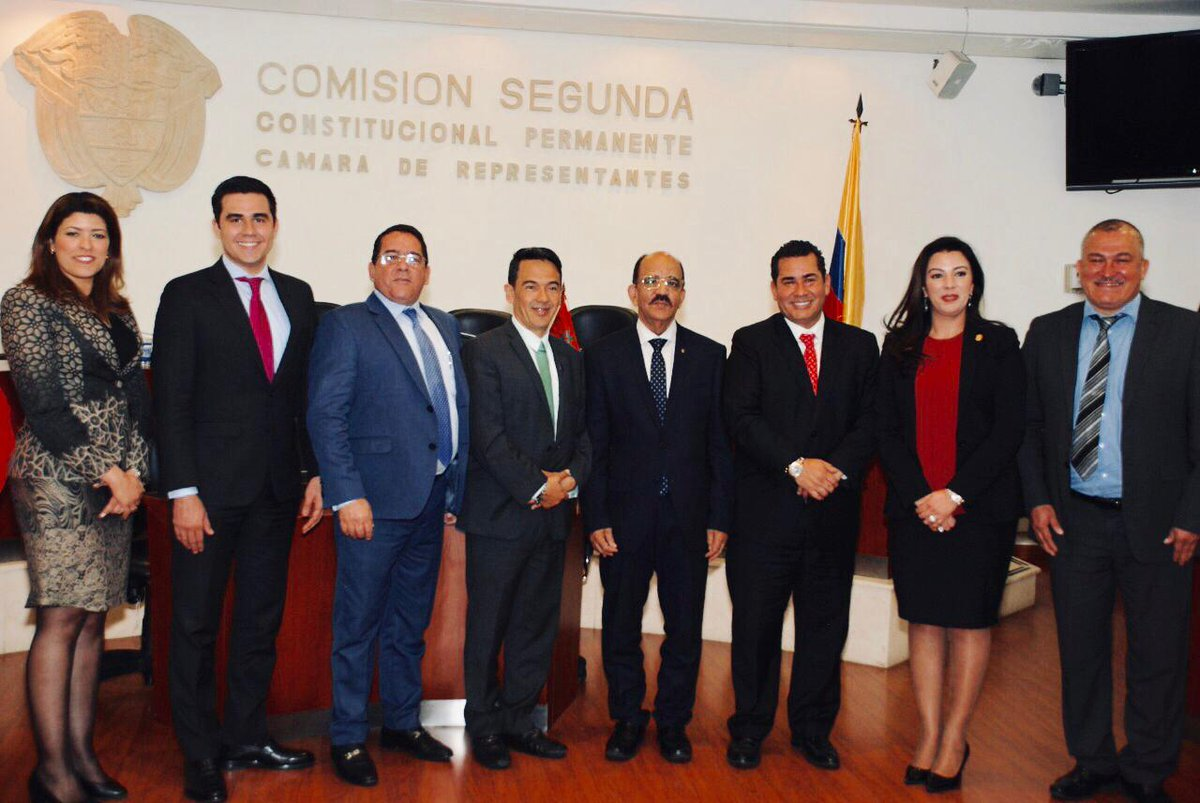 COMISION SEGUNDA
CONSTITUCIONAL PERMANENTE
CAMARA DE REPRESENTANTES